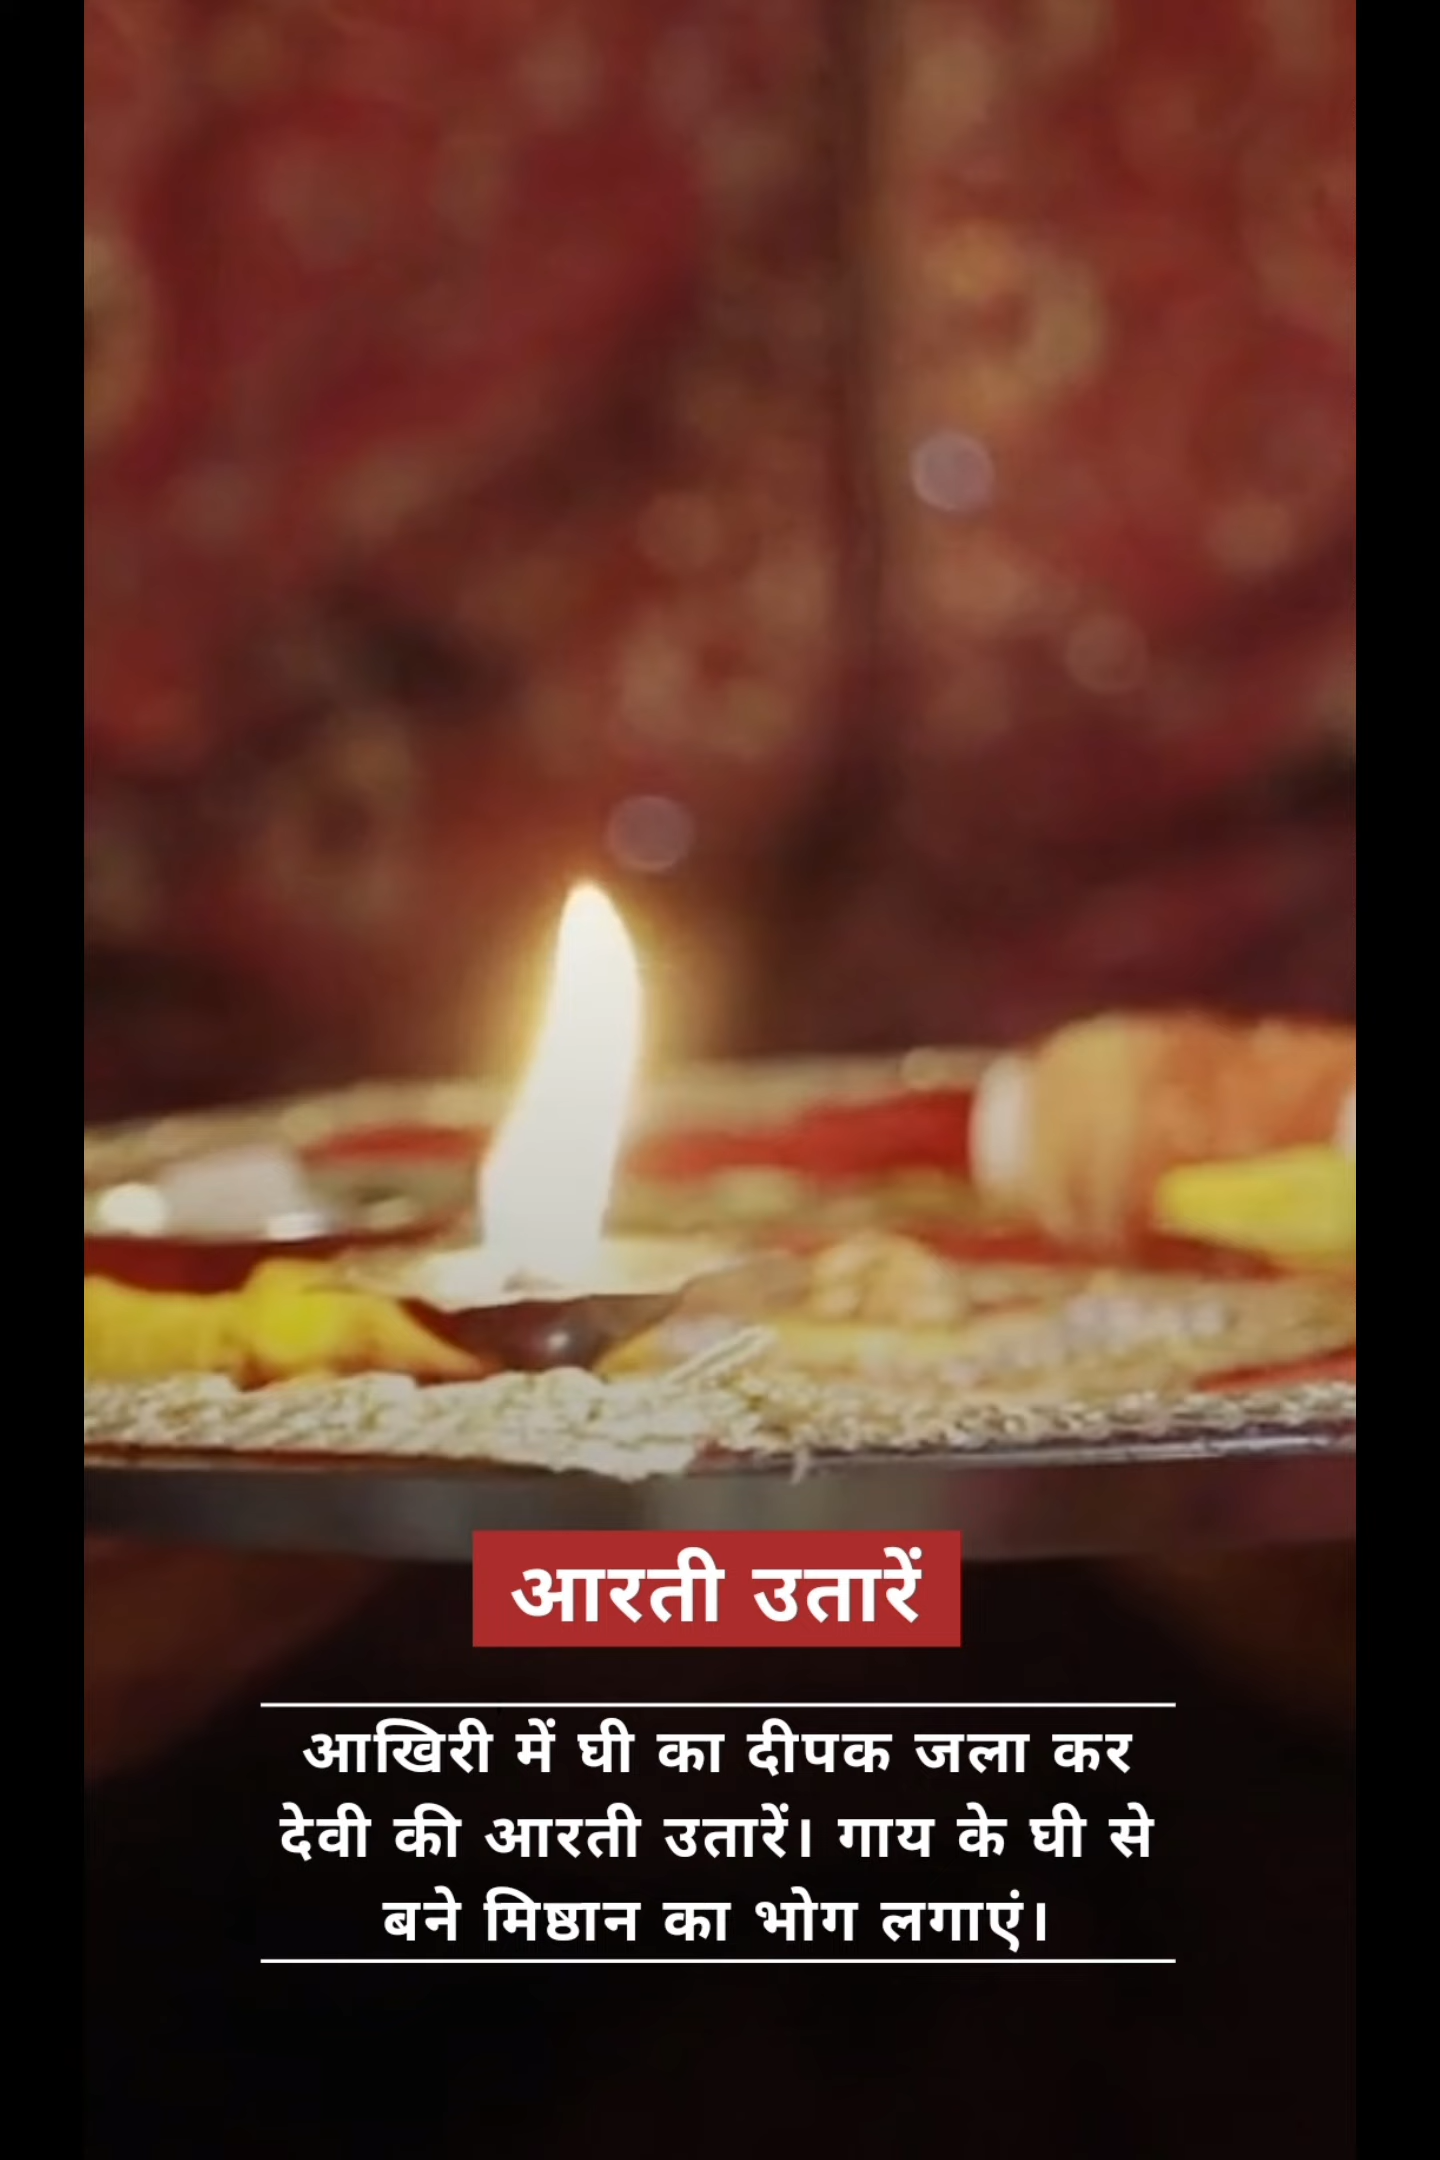 आरती उतारें
आखिरी में घी का दीपक जला कर
देवी की आरती उतारें। गाय के घी से
बने मिष्ठान का भोग लगाएं।